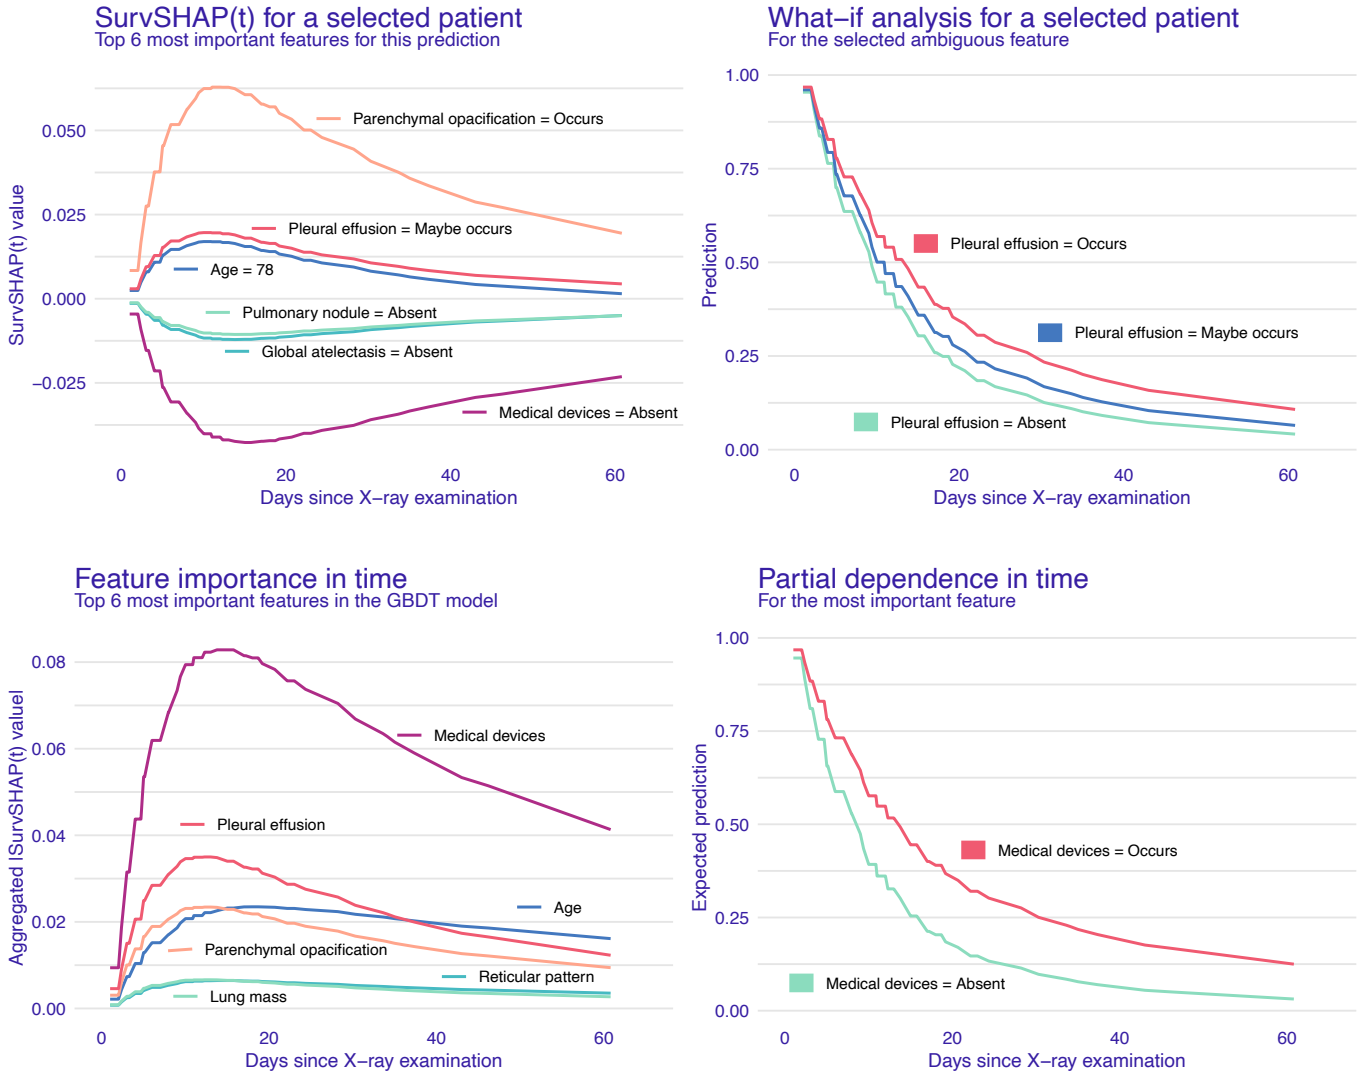 SurvSHAP(t) for a selected patient
Top 6 most important features for this prediction
0.050
0.025
0.000
−0.025
SurvSHAP(t) value
Parenchymal opacification = Occurs
Pleural effusion = Maybe occurs
Age = 78
Pulmonary nodule = Absent
Global atelectasis = Absent
Medical devices = Absent
0
20
40
60
Days since X−ray examination
What−if analysis for a selected patient
For the selected ambiguous feature
1.00
0.75
0.50
0.25
0.00
Prediction
Pleural effusion = Occurs
Pleural effusion = Maybe occurs
Pleural effusion = Absent
0
20
40
60
Days since X−ray examination
Feature importance in time
Top 6 most important features in the GBDT model
0.08
0.06
0.04
0.02
0.00
Aggregated |SurvSHAP(t) value|
Medical devices
Pleural effusion
Age
Parenchymal opacification
Reticular pattern
Lung mass
0
20
40
60
Days since X−ray examination
Partial dependence in time
For the most important feature
1.00
0.75
0.50
0.25
0.00
Expected prediction
Medical devices = Occurs
Medical devices = Absent
0
20
40
60
Days since X−ray examination